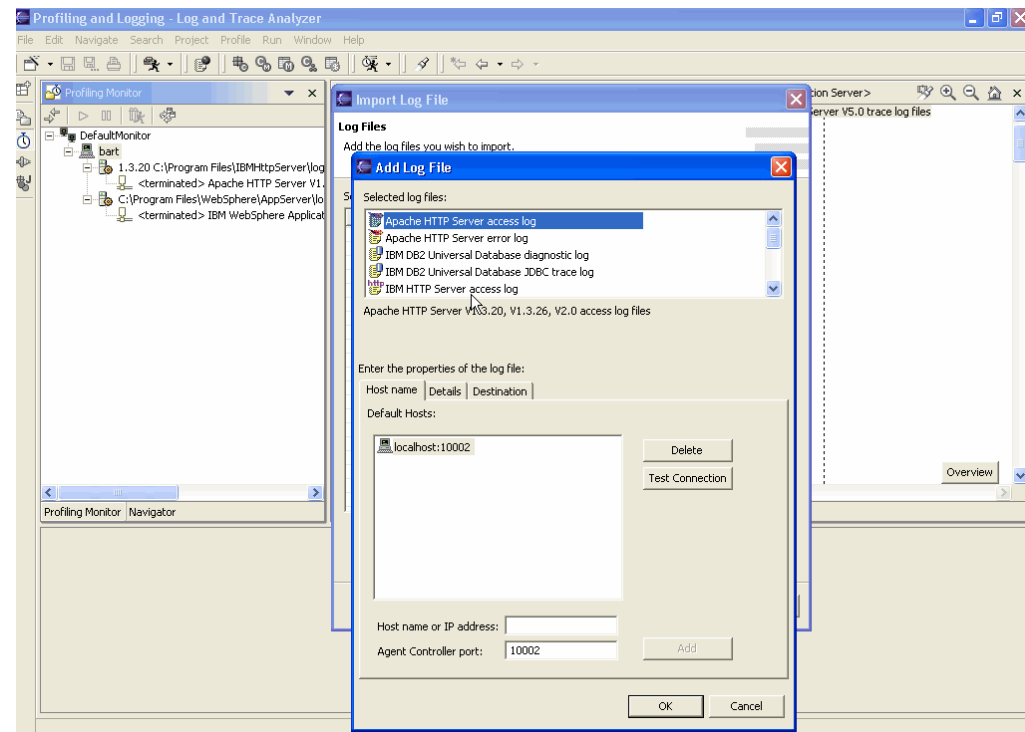 Profiling and Logging - Log and Trace Analyzer
File Edit Navigate Search Project Profile Run Window Help
Profiling Monitor
DefaultMonitor
bart
1.3.20 C:\Program Files\IBMHttpServer\log
<terminated> Apache HTTP Server V1.
C:\Program Files\WebSphere\AppServer\lo
<terminated> IBM WebSphere Applicat
Profiling Monitor Navigator
tion Server>
erver V5.0 trace log files
Overview
Import Log File
Log Files
Add the log files you wish to import.
Add Log File
Selected log files:
Apache HTTP Server access log
Apache HTTP Server error log
IBM DB2 Universal Database diagnostic log
IBM DB2 Universal Database JDBC trace log
IBM HTTP Server access log
Apache HTTP Server V1.3.20, V1.3.26, V2.0 access log files
Enter the properties of the log file:
Host name Details Destination
Default Hosts:
localhost:10002
Delete
Test Connection
Host name or IP address:
Agent Controller port: 10002
Add
OK Cancel